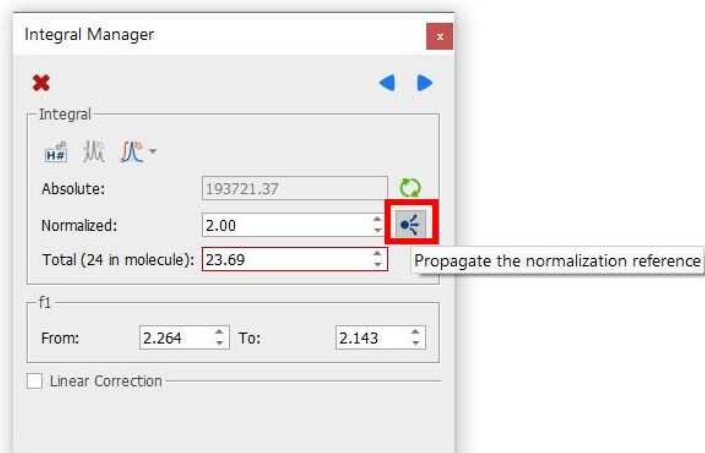 Integral Manager
x
Integral
H#
Absolute: 193721.37
Normalized: 2.00
Total (24 in molecule): 23.69
Propagate the normalization reference
f1
From: 2.264 To: 2.143
Linear Correction